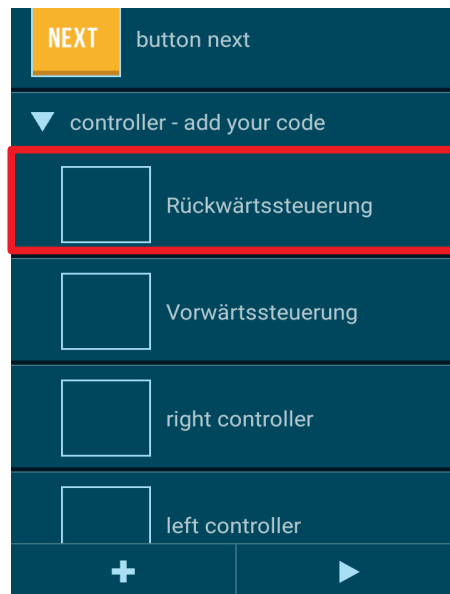 NEXT button next
controller - add your code
Rückwärtssteuerung
Vorwärtssteuerung
right controller
left controller